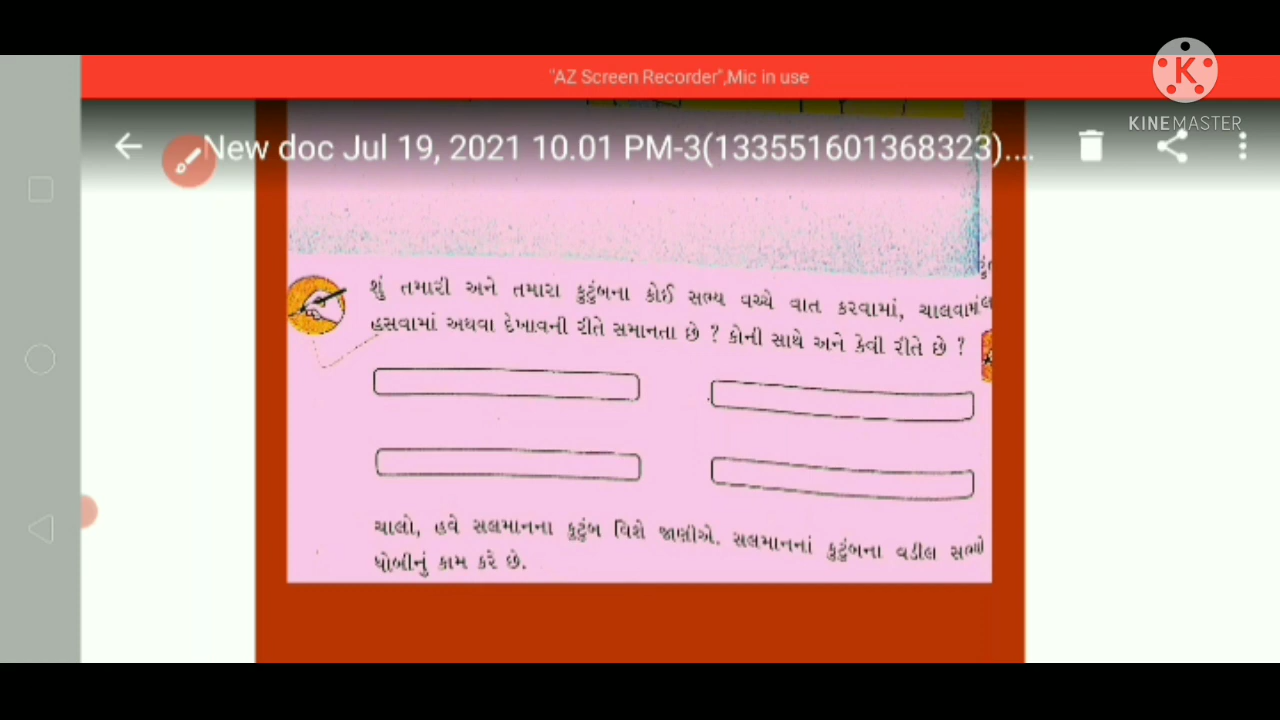 "AZ Screen Recorder",Mic in use
KINEMASTER
New doc Jul 19, 2021 10.01 PM-3(133551601368323)....
શું તમારી અને તમારા કુટુંબના કોઈ સભ્ય વચ્ચે વાત કરવામાં, ચાલવામાં
હસવામાં અથવા દેખાવની રીતે સમાનતા છે ? કોની સાથે અને કેવી રીતે છે ?
ચાલો, હવે સલમાનના કુટુંબ વિશે જાણીએ. સલમાનનાં કુટુંબના વડીલ સભ્યો
ધોબીનું કામ કરે છે.